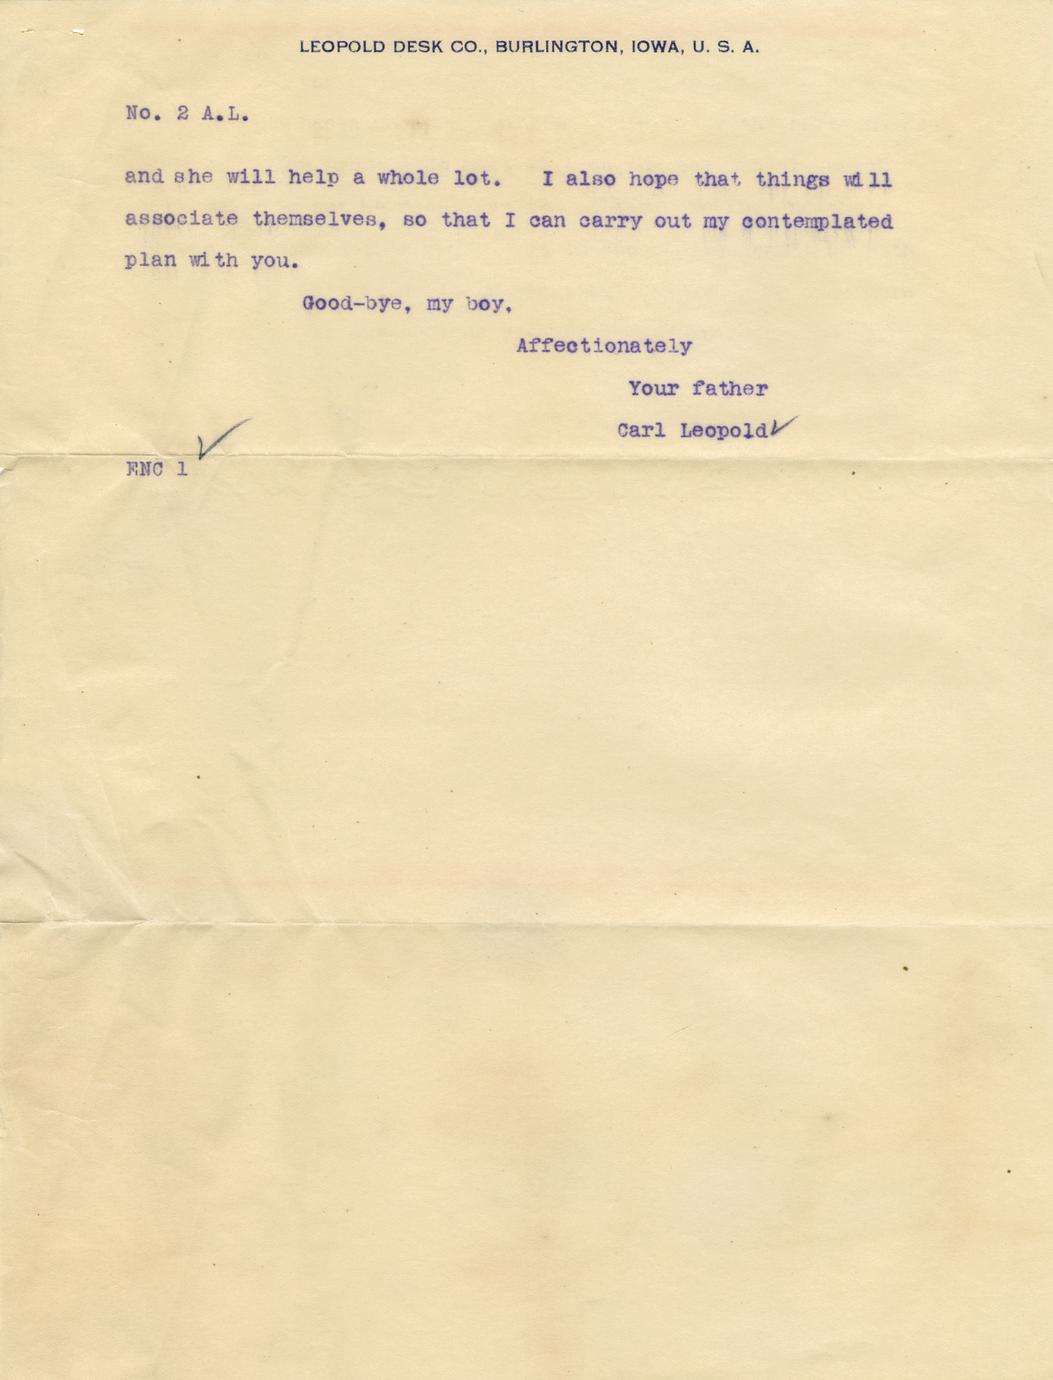 LEOPOLD DESK CO., BURLINGTON, IOWA, U. S. A.
No. 2 A.L.
and she will help a whole lot. I also hope that things will
associate themselves, so that I can carry out my contemplated
plan with you.
Good-bye, my boy,
Affectionately
Your father
Carl Leopold
ENC 1